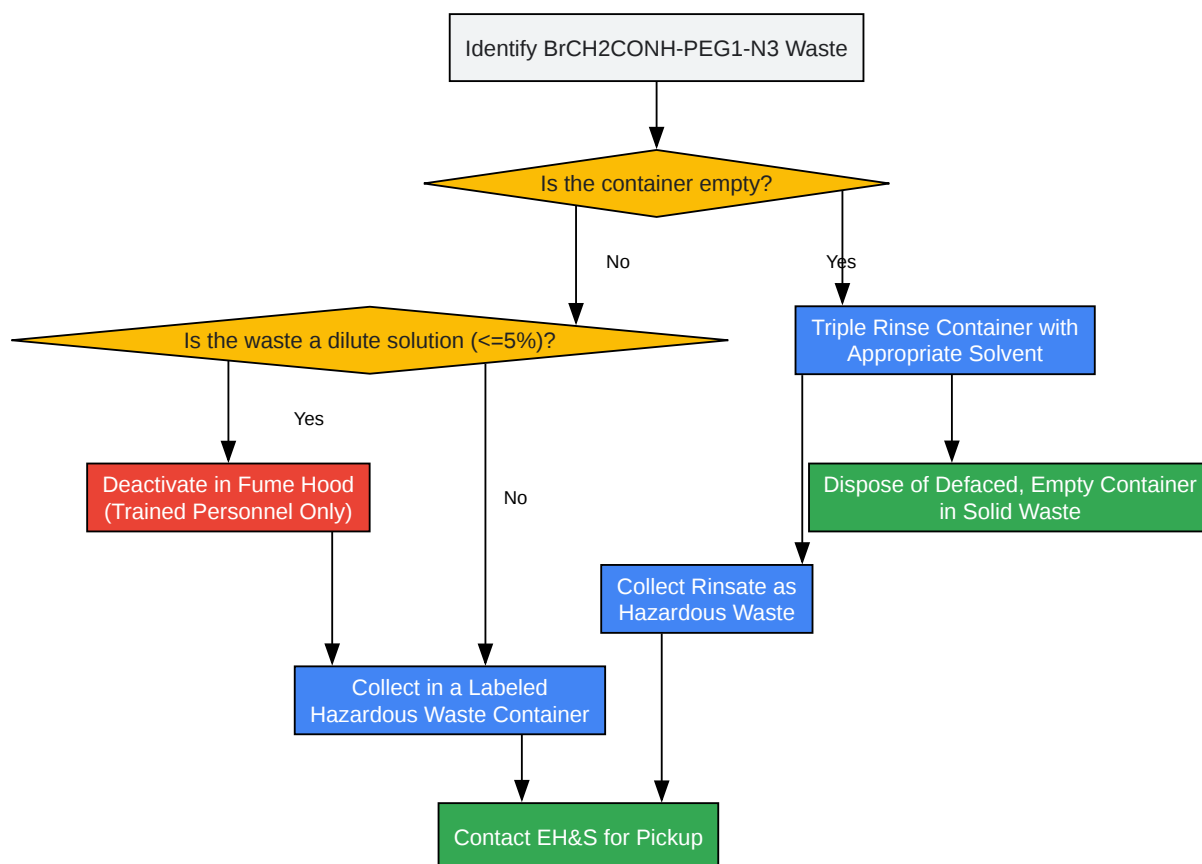 Identify BrCH2CONH-PEG1-N3 Waste
Is the container empty?
No
Yes
Is the waste a dilute solution (<=5%)?
Triple Rinse Container with
Appropriate Solvent
Yes
No
Deactivate in Fume Hood
(Trained Personnel Only)
Dispose of Defaced, Empty Container
in Solid Waste
Collect Rinsate as
Hazardous Waste
Collect in a Labeled
Hazardous Waste Container
Contact EH&S for Pickup